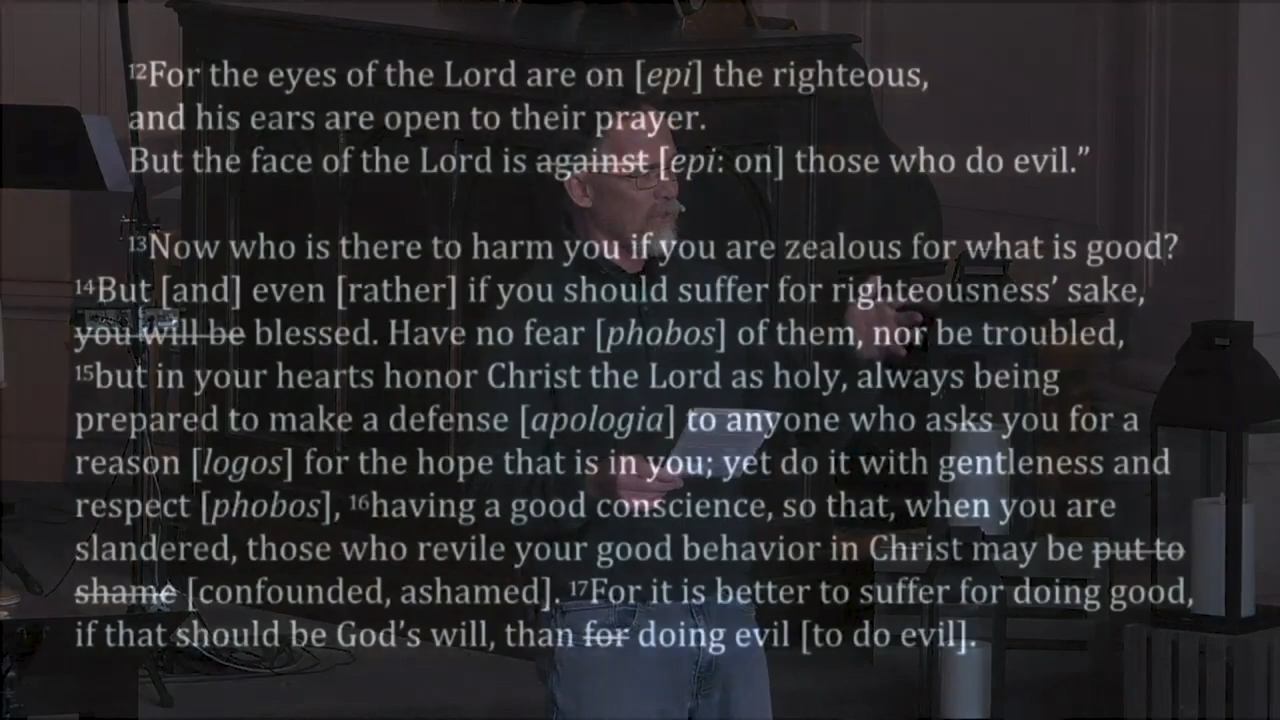 ¹²For the eyes of the Lord are on [epi] the righteous,
and his ears are open to their prayer.
But the face of the Lord is against [epi: on] those who do evil.”
¹³Now who is there to harm you if you are zealous for what is good?
¹⁴But [and] even [rather] if you should suffer for righteousness’ sake,
you will be blessed. Have no fear [phobos] of them, nor be troubled,
¹⁵but in your hearts honor Christ the Lord as holy, always being
prepared to make a defense [apologia] to anyone who asks you for a
reason [logos] for the hope that is in you; yet do it with gentleness and
respect [phobos], ¹⁶having a good conscience, so that, when you are
slandered, those who revile your good behavior in Christ may be put to
shame [confounded, ashamed]. ¹⁷For it is better to suffer for doing good,
if that should be God’s will, than for doing evil [to do evil].